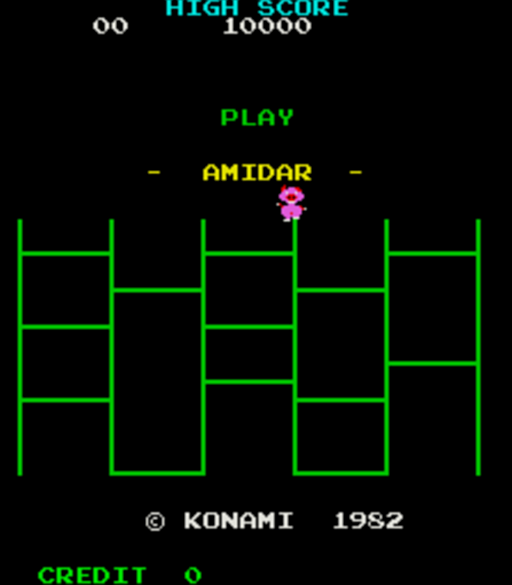 HIGH SCORE
00 10000
PLAY
- AMIDAR -
© KONAMI 1982
CREDIT 0